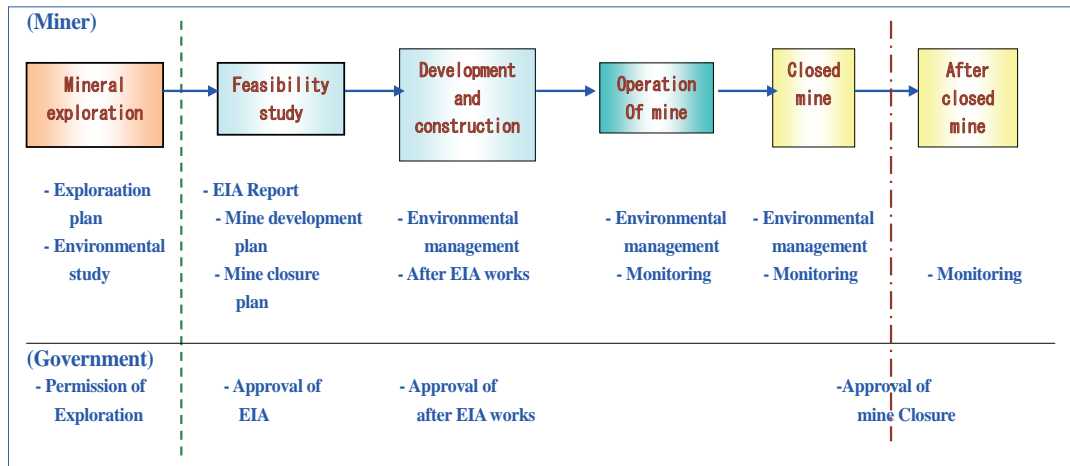 (Miner)
Mineral
exploration
Feasibility
study
Development
and
construction
Operation
Of mine
Closed
mine
After
closed
mine
- Exploraation
plan
- Environmental
study
- EIA Report
- Mine development
plan
- Mine closure
plan
- Environmental
management
- After EIA works
- Environmental
management
- Monitoring
- Environmental
management
- Monitoring
- Monitoring
(Government)
- Permission of
Exploration
- Approval of
EIA
- Approval of
after EIA works
-Approval of
mine Closure